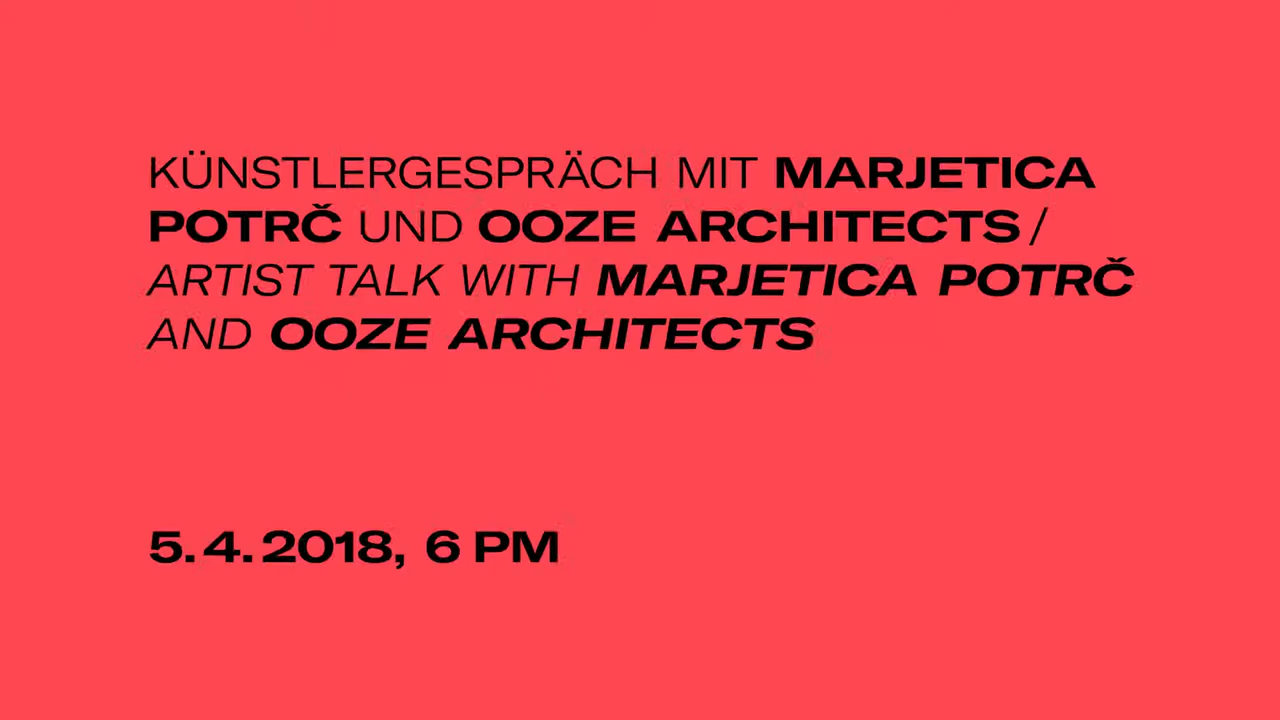 KÜNSTLERGESPRÄCH MIT MARJETICA
POTRČ UND OOZE ARCHITECTS /
ARTIST TALK WITH MARJETICA POTRČ
AND OOZE ARCHITECTS
5.4.2018, 6 PM